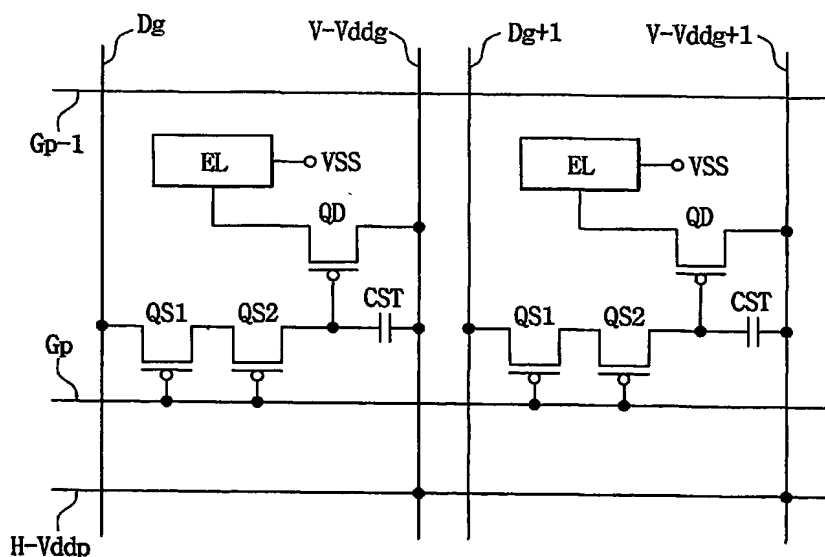 Dg
V-Vddg
Dg+1
V-Vddg+1
Gp-1
EL
VSS
EL
VSS
QD
QD
QS1
QS2
CST
QS1
QS2
CST
Gp
H-Vddp